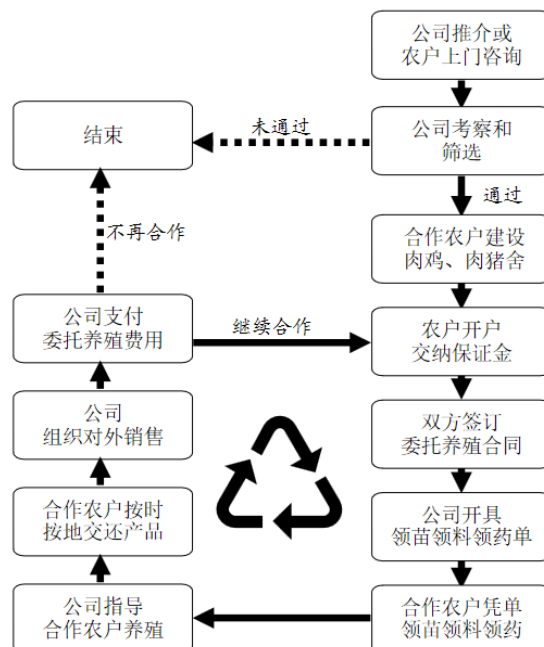 公司推介或
农户上门咨询
公司考察和
筛选
未通过
结束
通过
合作农户建设
肉鸡、肉猪舍
不再合作
农户开户
交纳保证金
继续合作
公司支付
委托养殖费用
双方签订
委托养殖合同
公司
组织对外销售
公司开具
领苗领料领药单
合作农户按时
按地交还产品
合作农户凭单
领苗领料领药
公司指导
合作农户养殖